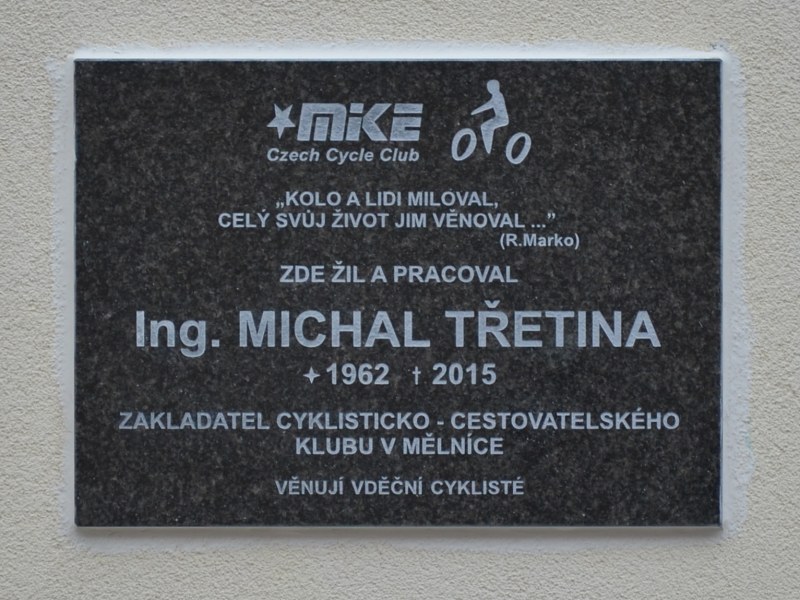 MIKE
Czech Cycle Club
„KOLO A LIDI MILOVAL,
CELÝ SVŮJ ŽIVOT JIM VĚNOVAL ..."
(R.Marko)
ZDE ŽIL A PRACOVAL
Ing. MICHAL TŘETINA
1962 † 2015
ZAKLADATEL CYKLISTICKO - CESTOVATELSKÉHO
KLUBU V MĚLNÍCE
VĚNUJÍ VDĚČNÍ CYKLISTÉ